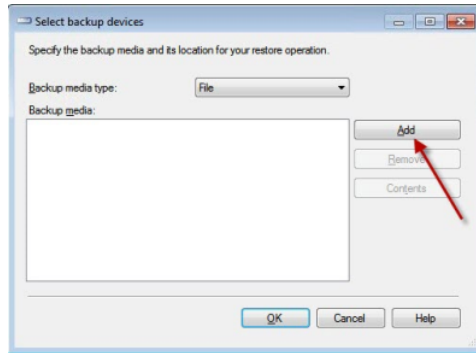 Select backup devices
Specify the backup media and its location for your restore operation.
Backup media type:
File
Backup media:
Add
Remove
Contents
OK
Cancel
Help